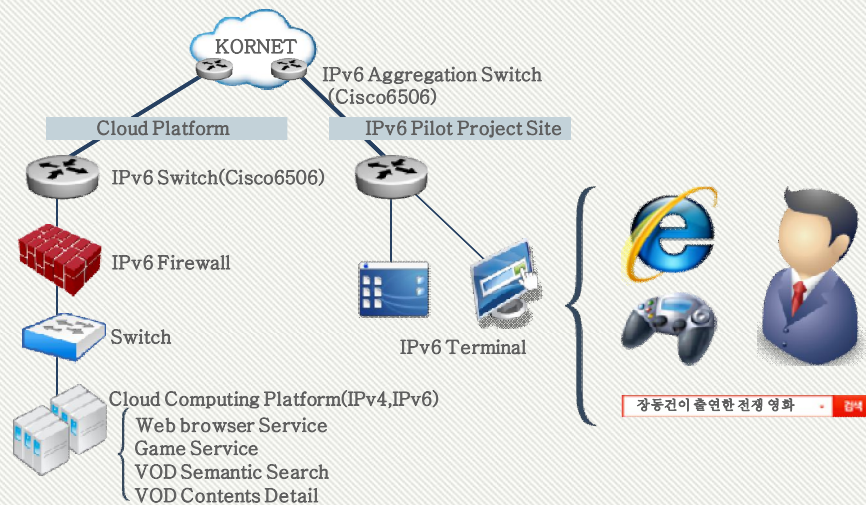 KORNET
IPv6 Aggregation Switch
(Cisco6506)
Cloud Platform
IPv6 Pilot Project Site
IPv6 Switch(Cisco6506)
IPv6 Firewall
Switch
IPv6 Terminal
Cloud Computing Platform(IPv4,IPv6)
Web browser Service
Game Service
VOD Semantic Search
VOD Contents Detail
장동건이 출연한 전쟁 영화
검색